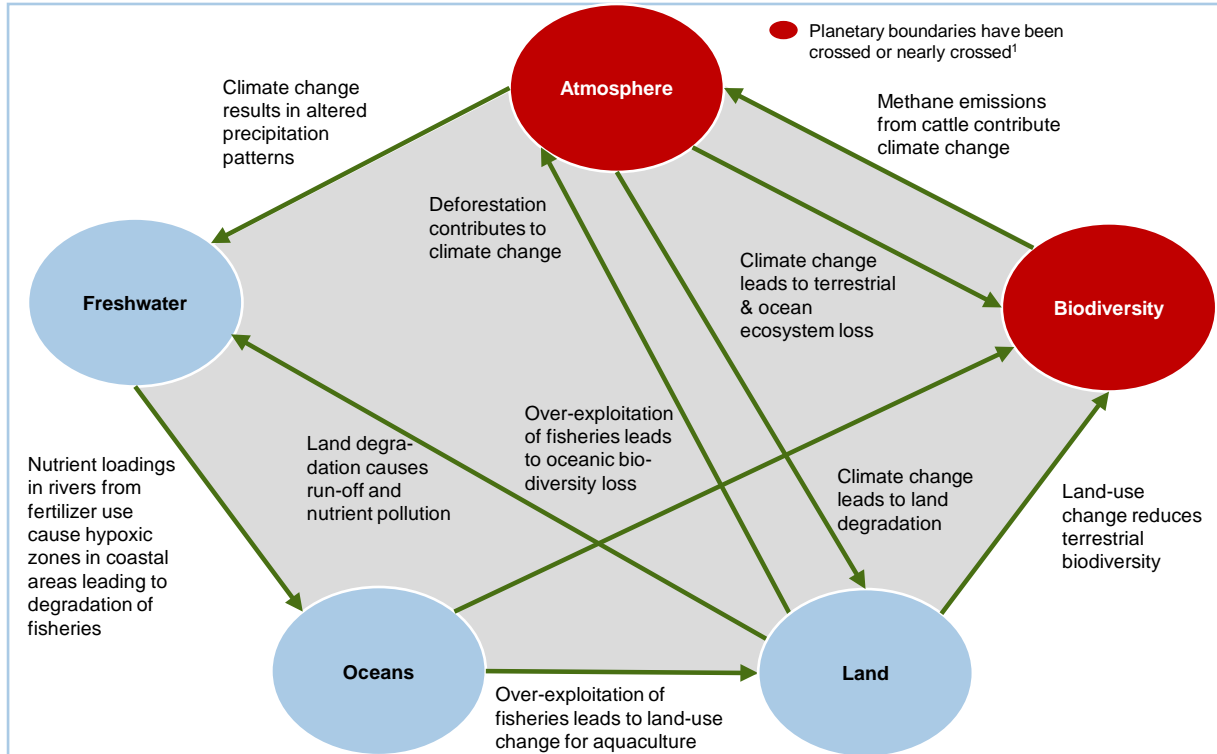 Planetary boundaries have been
crossed or nearly crossed¹
Atmosphere
Climate change
results in altered
precipitation
patterns
Methane emissions
from cattle contribute
climate change
Deforestation
contributes to
climate change
Climate change
leads to terrestrial
& ocean
ecosystem loss
Freshwater
Biodiversity
Over-exploitation
of fisheries leads
to oceanic bio-
diversity loss
Land degra-
dation causes
run-off and
nutrient pollution
Nutrient loadings
in rivers from
fertilizer use
cause hypoxic
zones in coastal
areas leading to
degradation of
fisheries
Climate change
leads to land
degradation
Land-use
change reduces
terrestrial
biodiversity
Oceans
Land
Over-exploitation of
fisheries leads to land-use
change for aquaculture